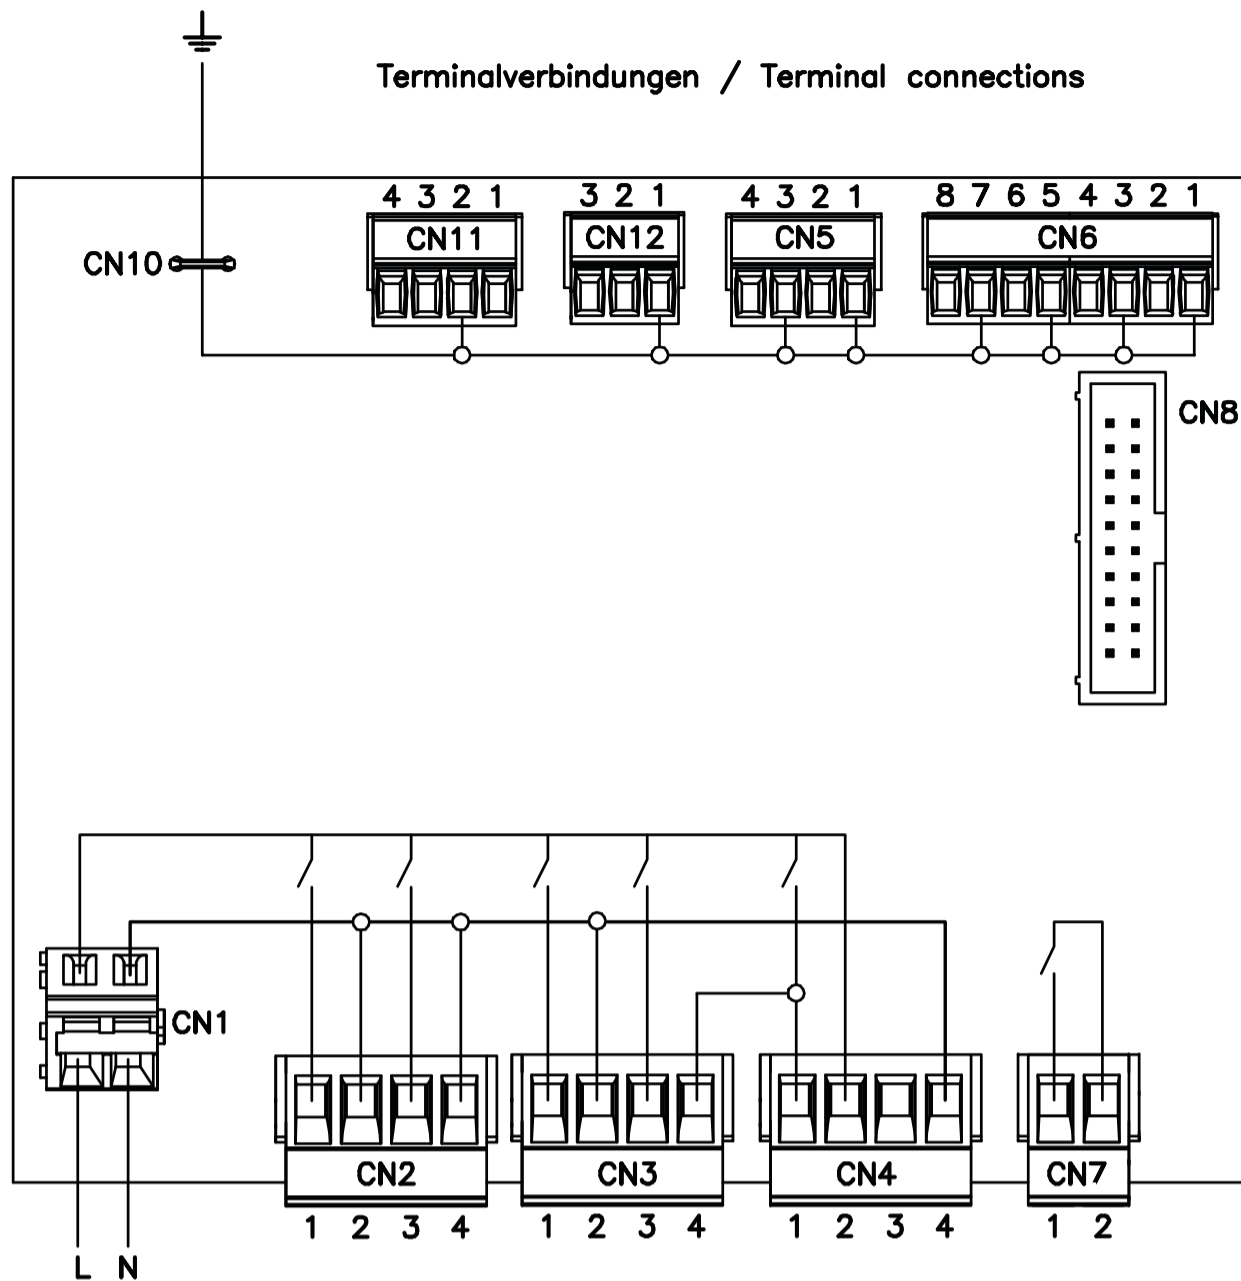 Terminalverbindungen / Terminal connections
4 3 2 1 3 2 1 4 3 2 1 8 7 6 5 4 3 2 1
CN11 CN12 CN5 CN6
CN10
CN8
CN1
CN2 CN3 CN4 CN7
1 2 3 4 1 2 3 4 1 2 3 4 1 2
L N